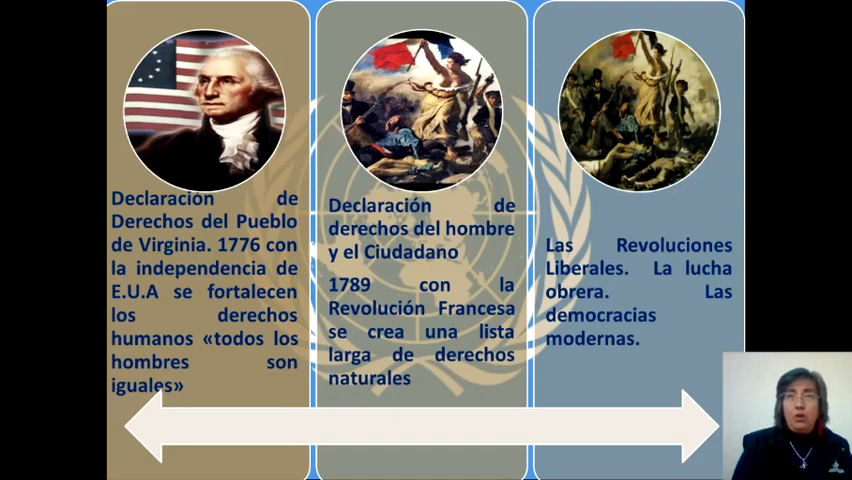 Declaración de
Derechos del Pueblo
de Virginia. 1776 con
la independencia de
E.U.A se fortalecen
los derechos
humanos «todos los
hombres son
iguales»
Declaración de
derechos del hombre
y el Ciudadano
1789 con la
Revolución Francesa
se crea una lista
larga de derechos
naturales
Las Revoluciones
Liberales. La lucha
obrera. Las
democracias
modernas.